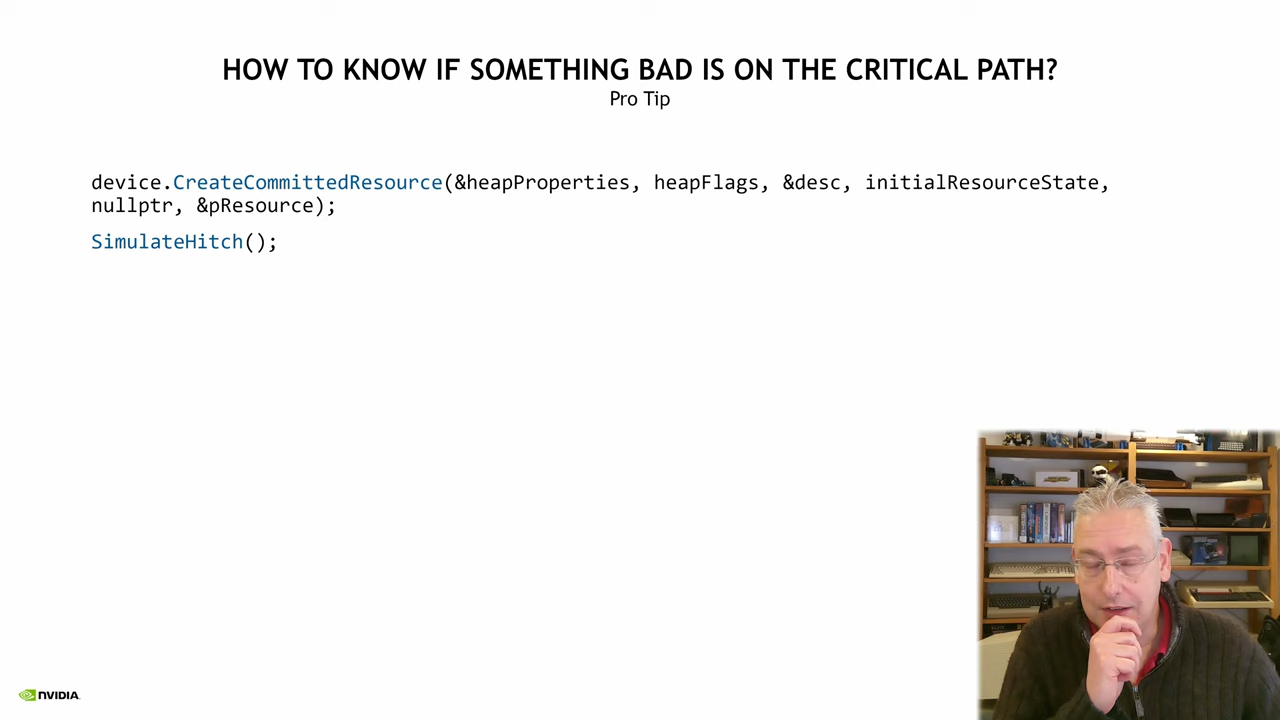 HOW TO KNOW IF SOMETHING BAD IS ON THE CRITICAL PATH?
Pro Tip
device.CreateCommittedResource(&heapProperties, heapFlags, &desc, initialResourceState,
nullptr, &pResource);
SimulateHitch();
NVIDIA.